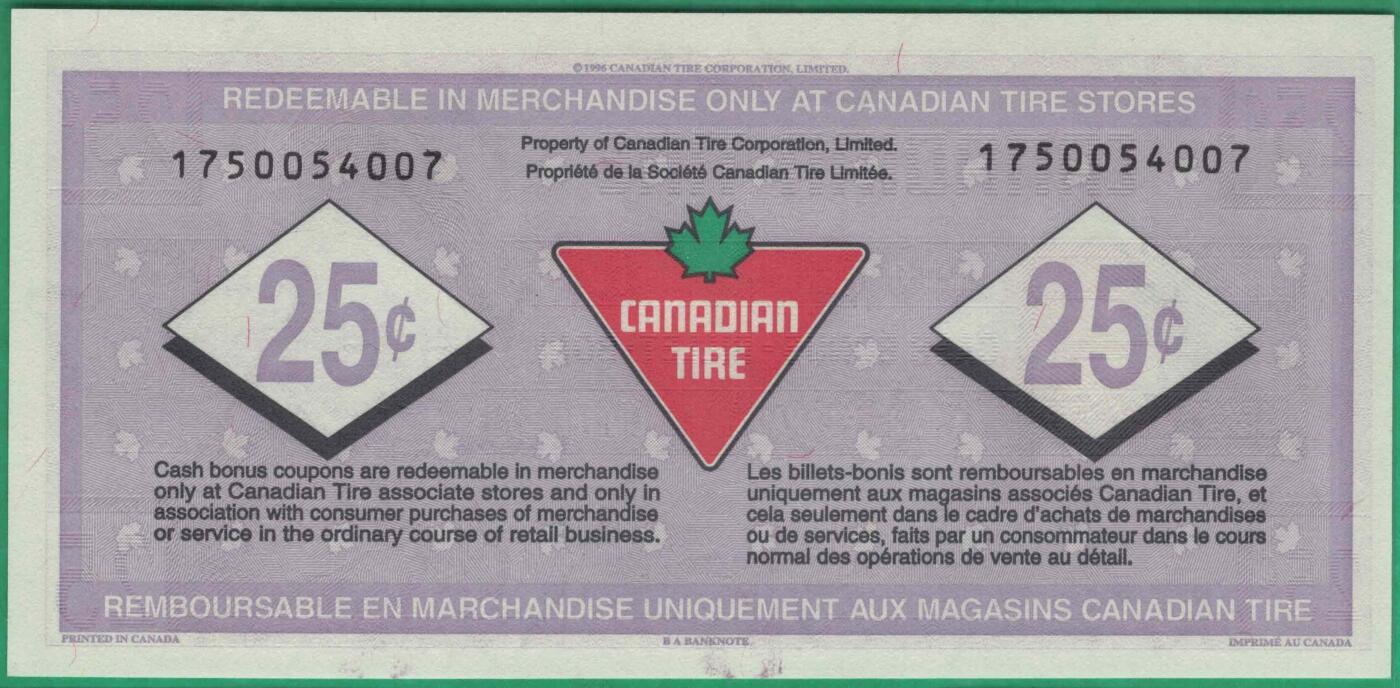 ©1996 CANADIAN TIRE CORPORATION, LIMITED.
REDEEMABLE IN MERCHANDISE ONLY AT CANADIAN TIRE STORES
Property of Canadian Tire Corporation, Limited.
Propriété de la Société Canadian Tire Limitée.
1750054007
1750054007
25¢
CANADIAN
TIRE
25¢
Cash bonus coupons are redeemable in merchandise
only at Canadian Tire associate stores and only in
association with consumer purchases of merchandise
or service in the ordinary course of retail business.
Les billets-bonis sont remboursables en marchandise
uniquement aux magasins associés Canadian Tire, et
cela seulement dans le cadre d'achats de marchandises
ou de services, faits par un consommateur dans le cours
normal des opérations de vente au détail.
REMBOURSABLE EN MARCHANDISE UNIQUEMENT AUX MAGASINS CANADIAN TIRE
PRINTED IN CANADA
B A BANKNOTE
IMPRIMÉ AU CANADA